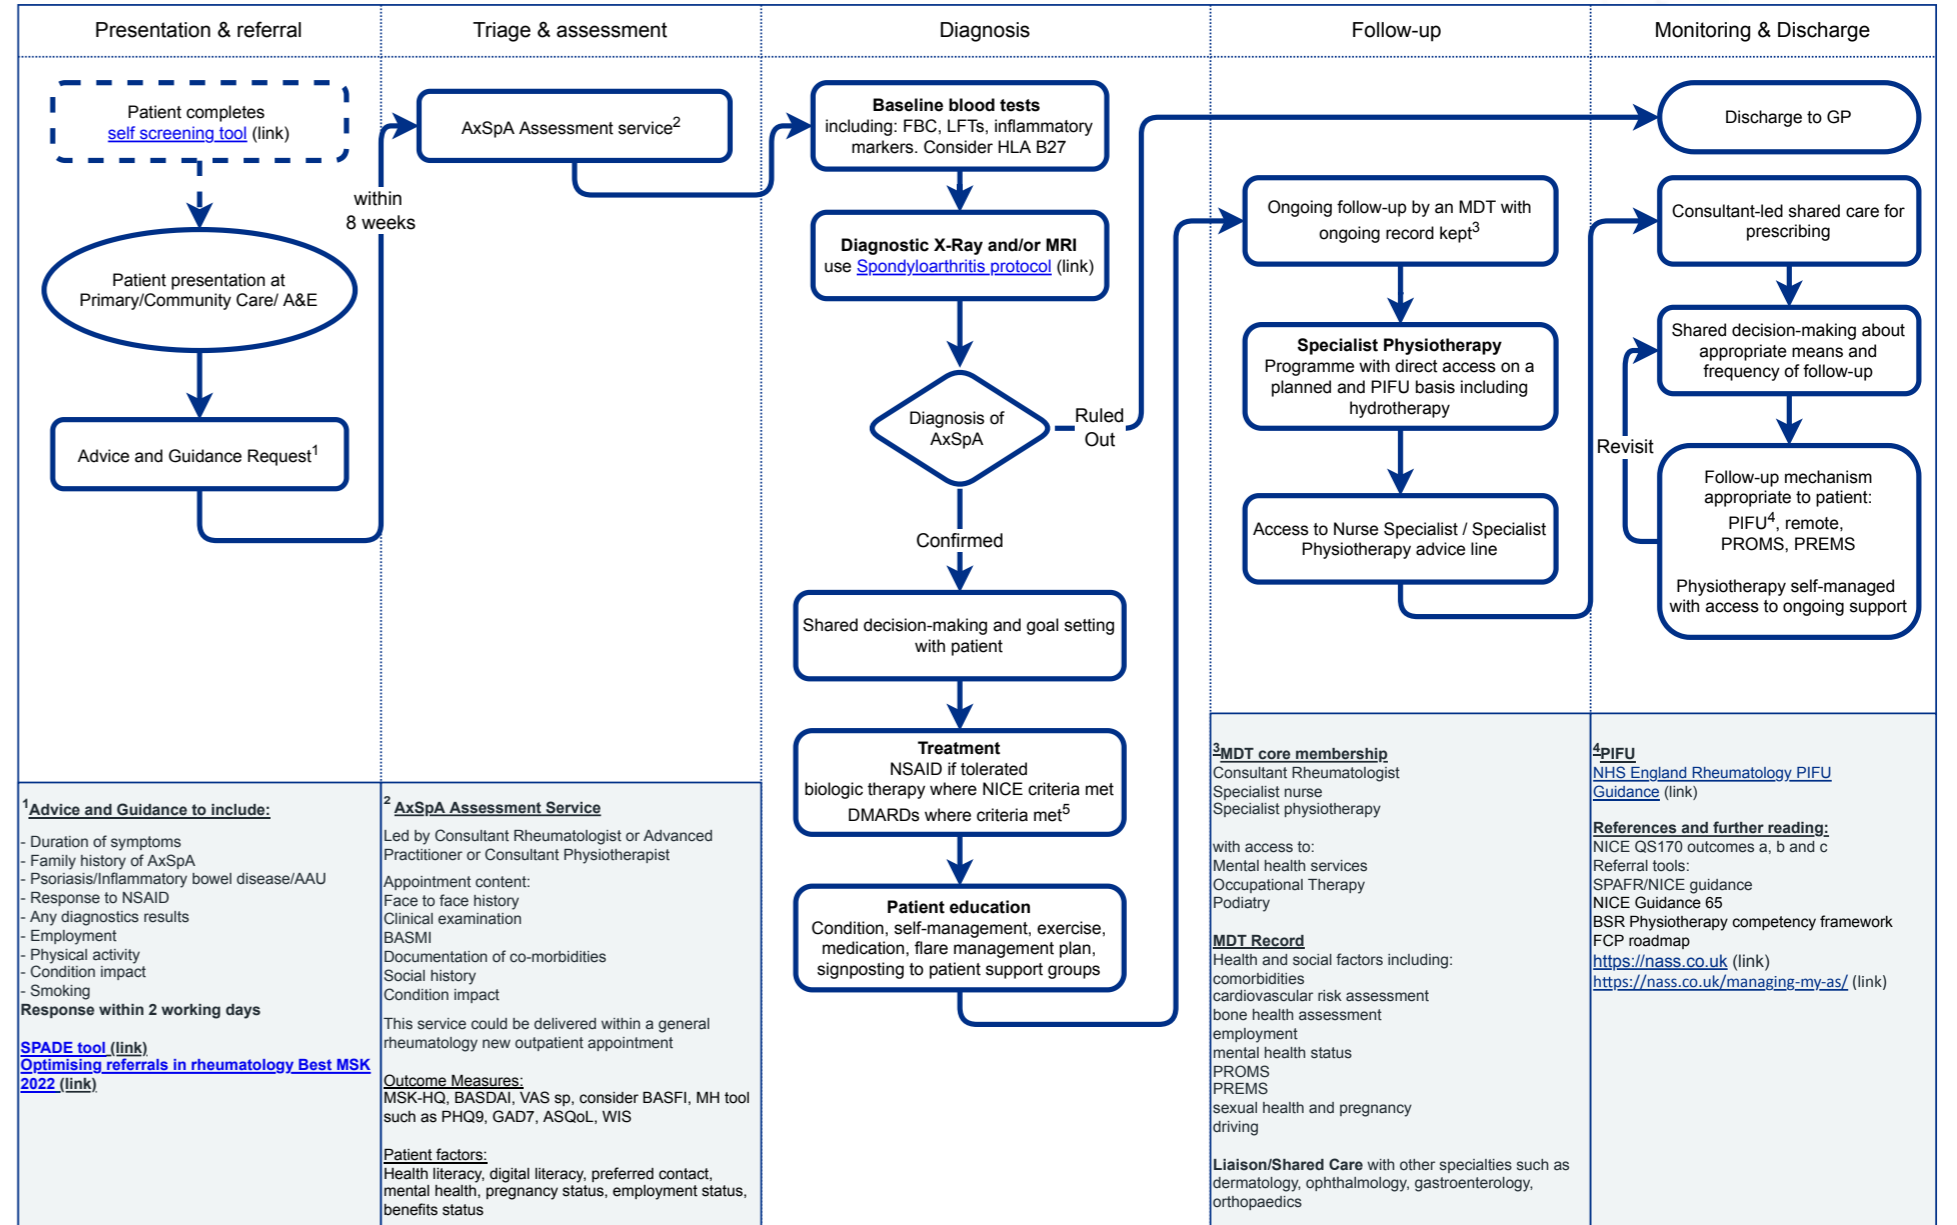 Presentation & referral
Triage & assessment
Diagnosis
Follow-up
Monitoring & Discharge
Patient completes
self screening tool (link)
Patient presentation at
Primary/Community Care/ A&E
Advice and Guidance Request1
within
8 weeks
AxSpA Assessment service2
Baseline blood tests
including: FBC, LFTs, inflammatory
markers. Consider HLA B27
Diagnostic X-Ray and/or MRI
use Spondyloarthritis protocol (link)
Diagnosis of
AxSpA
Ruled
Out
Confirmed
Shared decision-making and goal setting
with patient
Treatment
NSAID if tolerated
biologic therapy where NICE criteria met
DMARDs where criteria met5
Patient education
Condition, self-management, exercise,
medication, flare management plan,
signposting to patient support groups
Ongoing follow-up by an MDT with
ongoing record kept3
Specialist Physiotherapy
Programme with direct access on a
planned and PIFU basis including
hydrotherapy
Access to Nurse Specialist / Specialist
Physiotherapy advice line
Discharge to GP
Consultant-led shared care for
prescribing
Shared decision-making about
appropriate means and
frequency of follow-up
Revisit
Follow-up mechanism
appropriate to patient:
PIFU4, remote,
PROMS, PREMS
Physiotherapy self-managed
with access to ongoing support
1Advice and Guidance to include:
- Duration of symptoms
- Family history of AxSpA
- Psoriasis/Inflammatory bowel disease/AAU
- Response to NSAID
- Any diagnostics results
- Employment
- Physical activity
- Condition impact
- Smoking
Response within 2 working days
SPADE tool (link)
Optimising referrals in rheumatology Best MSK
2022 (link)
2 AxSpA Assessment Service
Led by Consultant Rheumatologist or Advanced
Practitioner or Consultant Physiotherapist
Appointment content:
Face to face history
Clinical examination
BASMI
Documentation of co-morbidities
Social history
Condition impact
This service could be delivered within a general
rheumatology new outpatient appointment
Outcome Measures:
MSK-HQ, BASDAI, VAS sp, consider BASFI, MH tool
such as PHQ9, GAD7, ASQoL, WIS
Patient factors:
Health literacy, digital literacy, preferred contact,
mental health, pregnancy status, employment status,
benefits status
3MDT core membership
Consultant Rheumatologist
Specialist nurse
Specialist physiotherapy
with access to:
Mental health services
Occupational Therapy
Podiatry
MDT Record
Health and social factors including:
comorbidities
cardiovascular risk assessment
bone health assessment
employment
mental health status
PROMS
PREMS
sexual health and pregnancy
driving
Liaison/Shared Care with other specialties such as
dermatology, ophthalmology, gastroenterology,
orthopaedics
4PIFU
NHS England Rheumatology PIFU
Guidance (link)
References and further reading:
NICE QS170 outcomes a, b and c
Referral tools:
SPAFR/NICE guidance
NICE Guidance 65
BSR Physiotherapy competency framework
FCP roadmap
https://nass.co.uk (link)
https://nass.co.uk/managing-my-as/ (link)